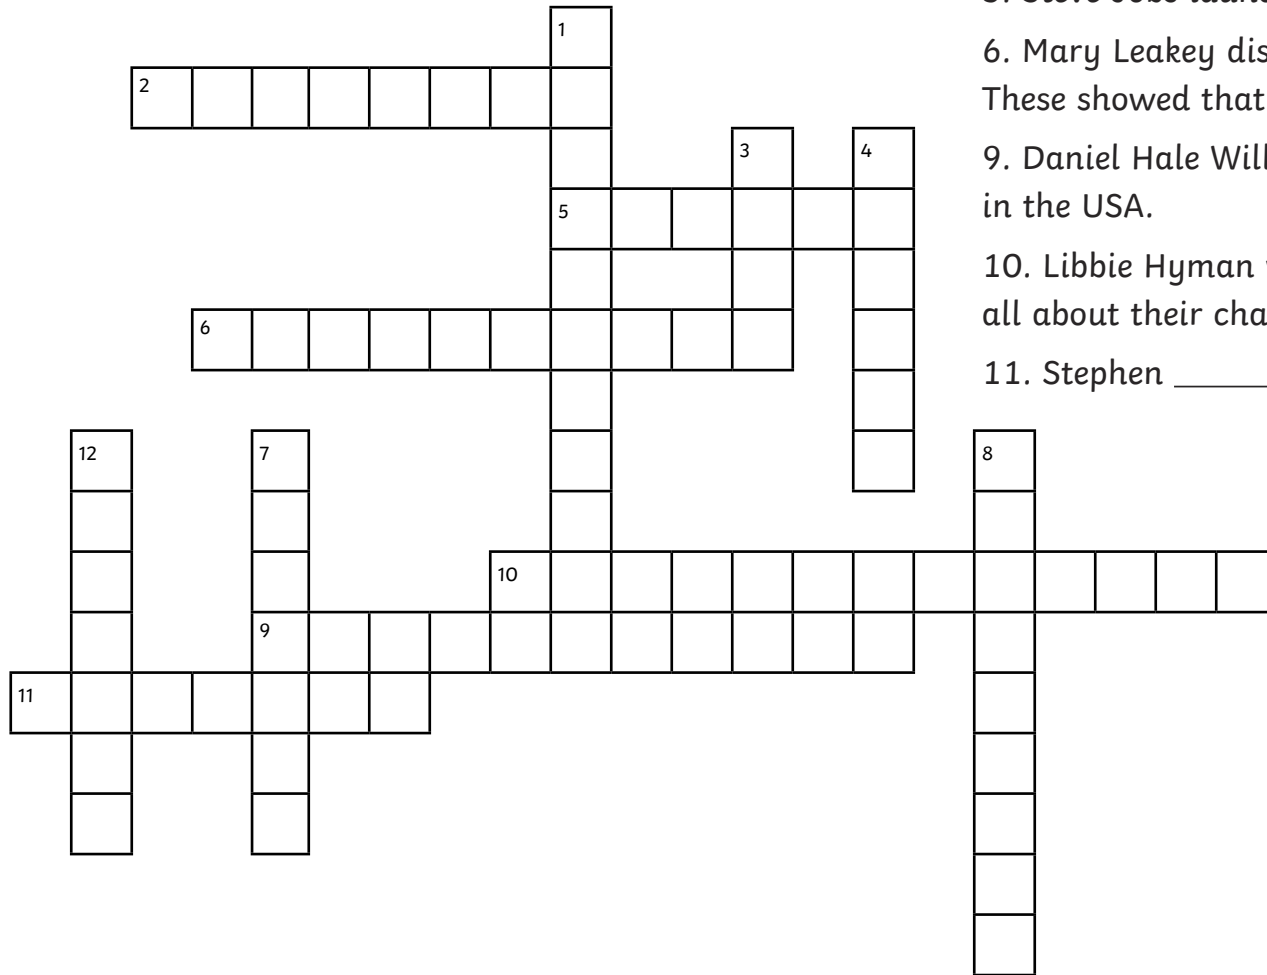 6. Mary Leakey dis
These showed that
9. Daniel Hale Will
in the USA.
10. Libbie Hyman
all about their cha
11. Stephen ________
1
2
3
4
5
6
12
7
8
10
9
11